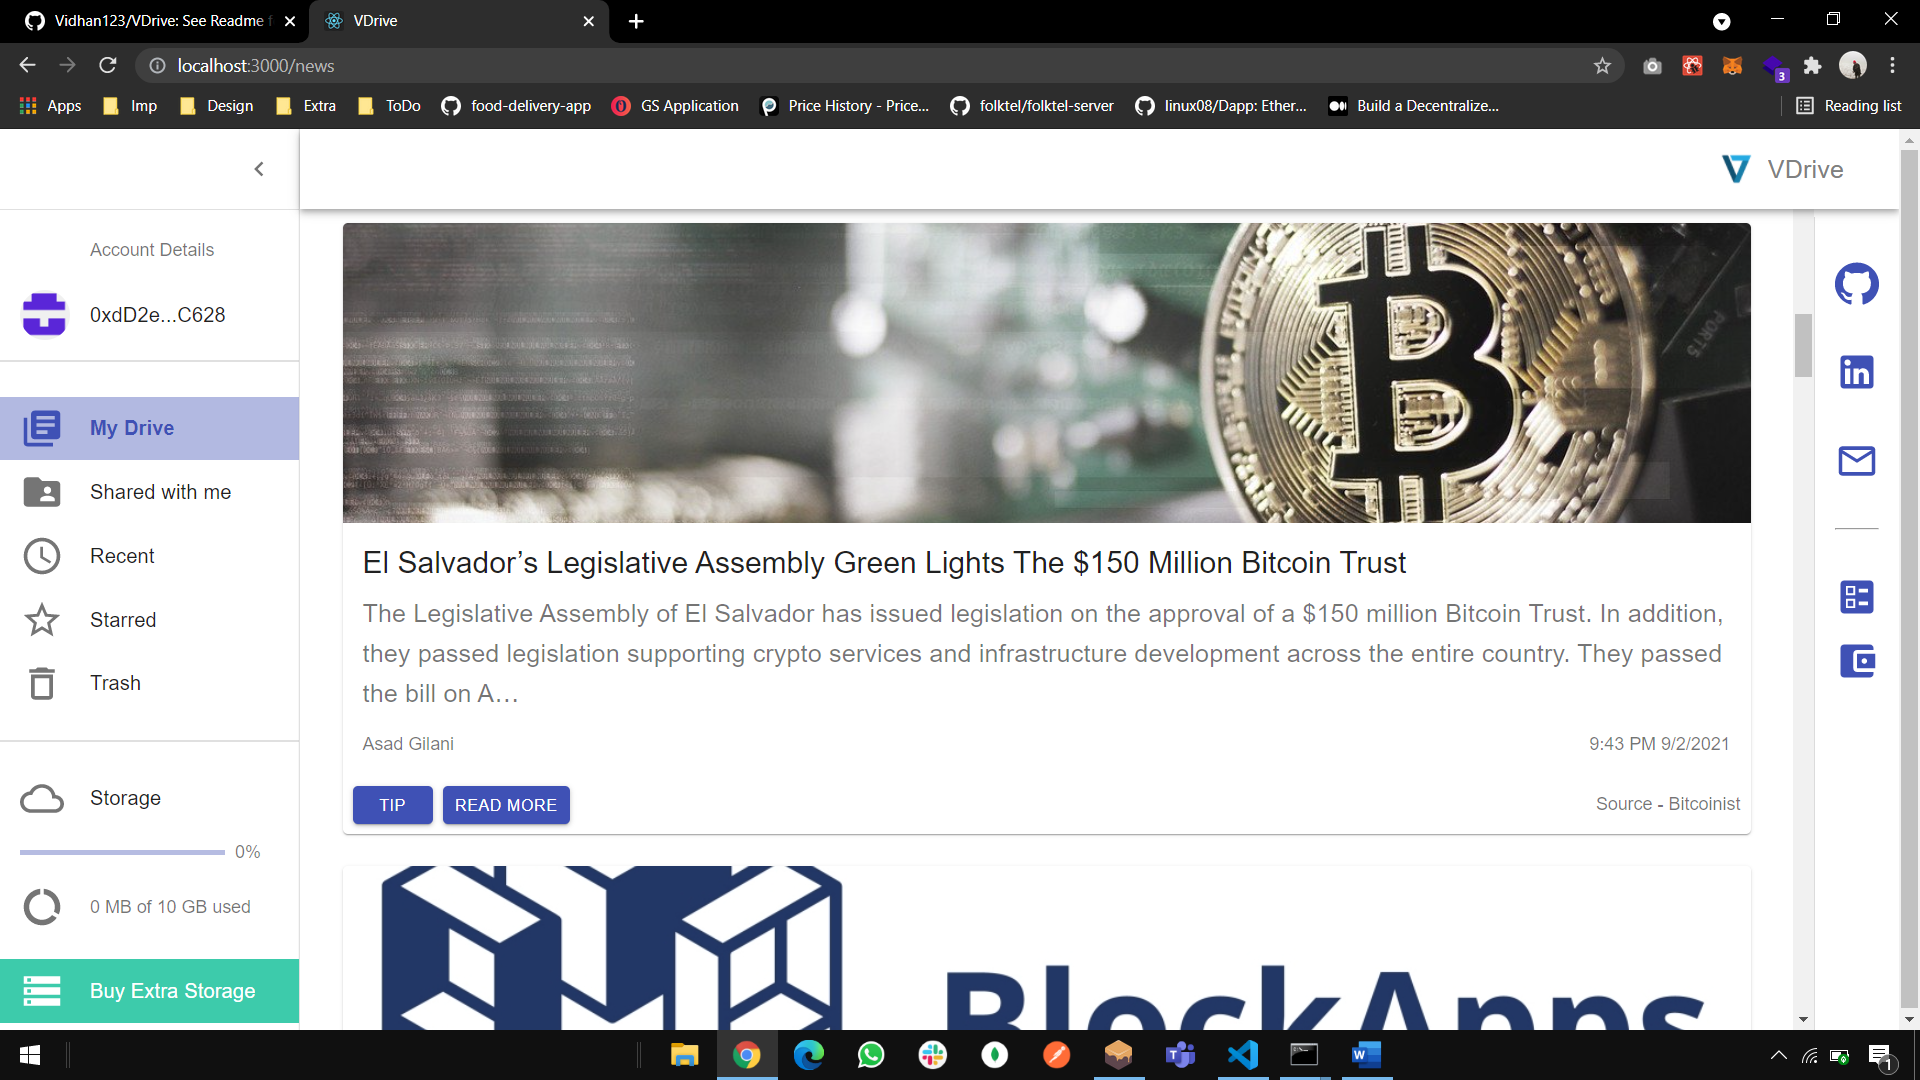 Vidhan123/VDrive: See Readme f
VDrive
localhost:3000/news
3
Apps
Imp
Design
Extra
ToDo
food-delivery-app
GS Application
Price History - Price...
folktel/folktel-server
linux08/Dapp: Ether...
Build a Decentralize...
Reading list
VDrive
Account Details
0xdD2e...C628
My Drive
Shared with me
Recent
Starred
Trash
Storage
0%
0 MB of 10 GB used
Buy Extra Storage
El Salvador’s Legislative Assembly Green Lights The $150 Million Bitcoin Trust
The Legislative Assembly of El Salvador has issued legislation on the approval of a $150 million Bitcoin Trust. In addition,
they passed legislation supporting crypto services and infrastructure development across the entire country. They passed
the bill on A…
Asad Gilani
9:43 PM 9/2/2021
TIP
READ MORE
Source - Bitcoinist
BlockApps
1